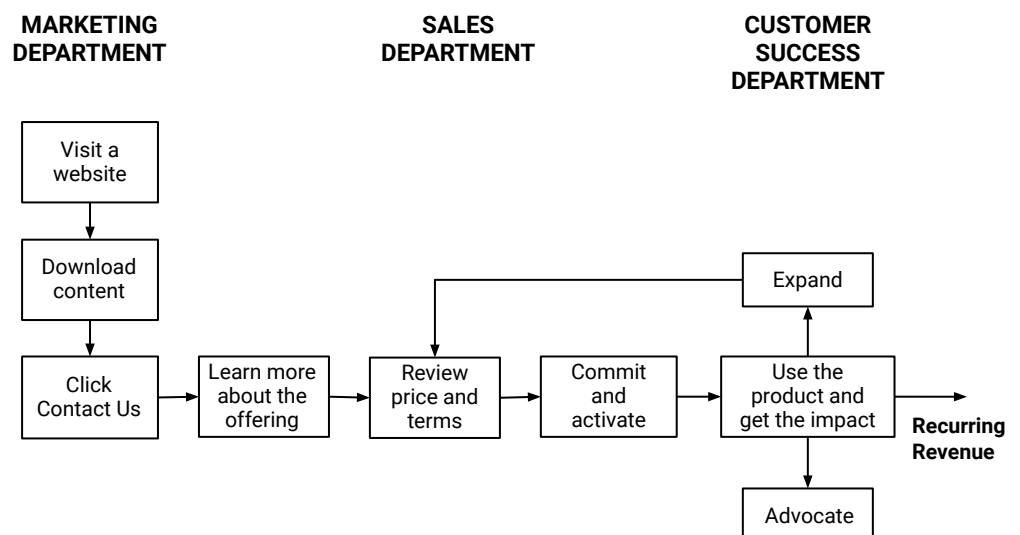 MARKETING
DEPARTMENT
SALES
DEPARTMENT
CUSTOMER
SUCCESS
DEPARTMENT
Visit a
website
Download
content
Expand
Click
Contact Us
Learn more
about the
offering
Review
price and
terms
Commit
and
activate
Use the
product and
get the impact
Recurring
Revenue
Advocate